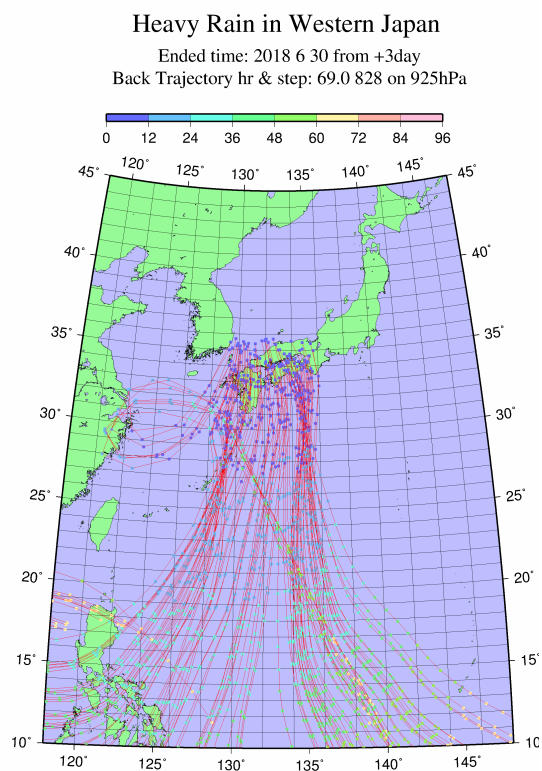 Heavy Rain in Western Japan
Ended time: 2018 6 30 from +3day
Back Trajectory hr & step: 69.0 828 on 925hPa
0 12 24 36 48 60 72 84 96
120° 125° 130° 135° 140° 145°
45° 45°
40° 40°
35° 35°
30° 30°
25° 25°
20° 20°
15° 15°
10° 10°
120° 125° 130° 135° 140° 145°